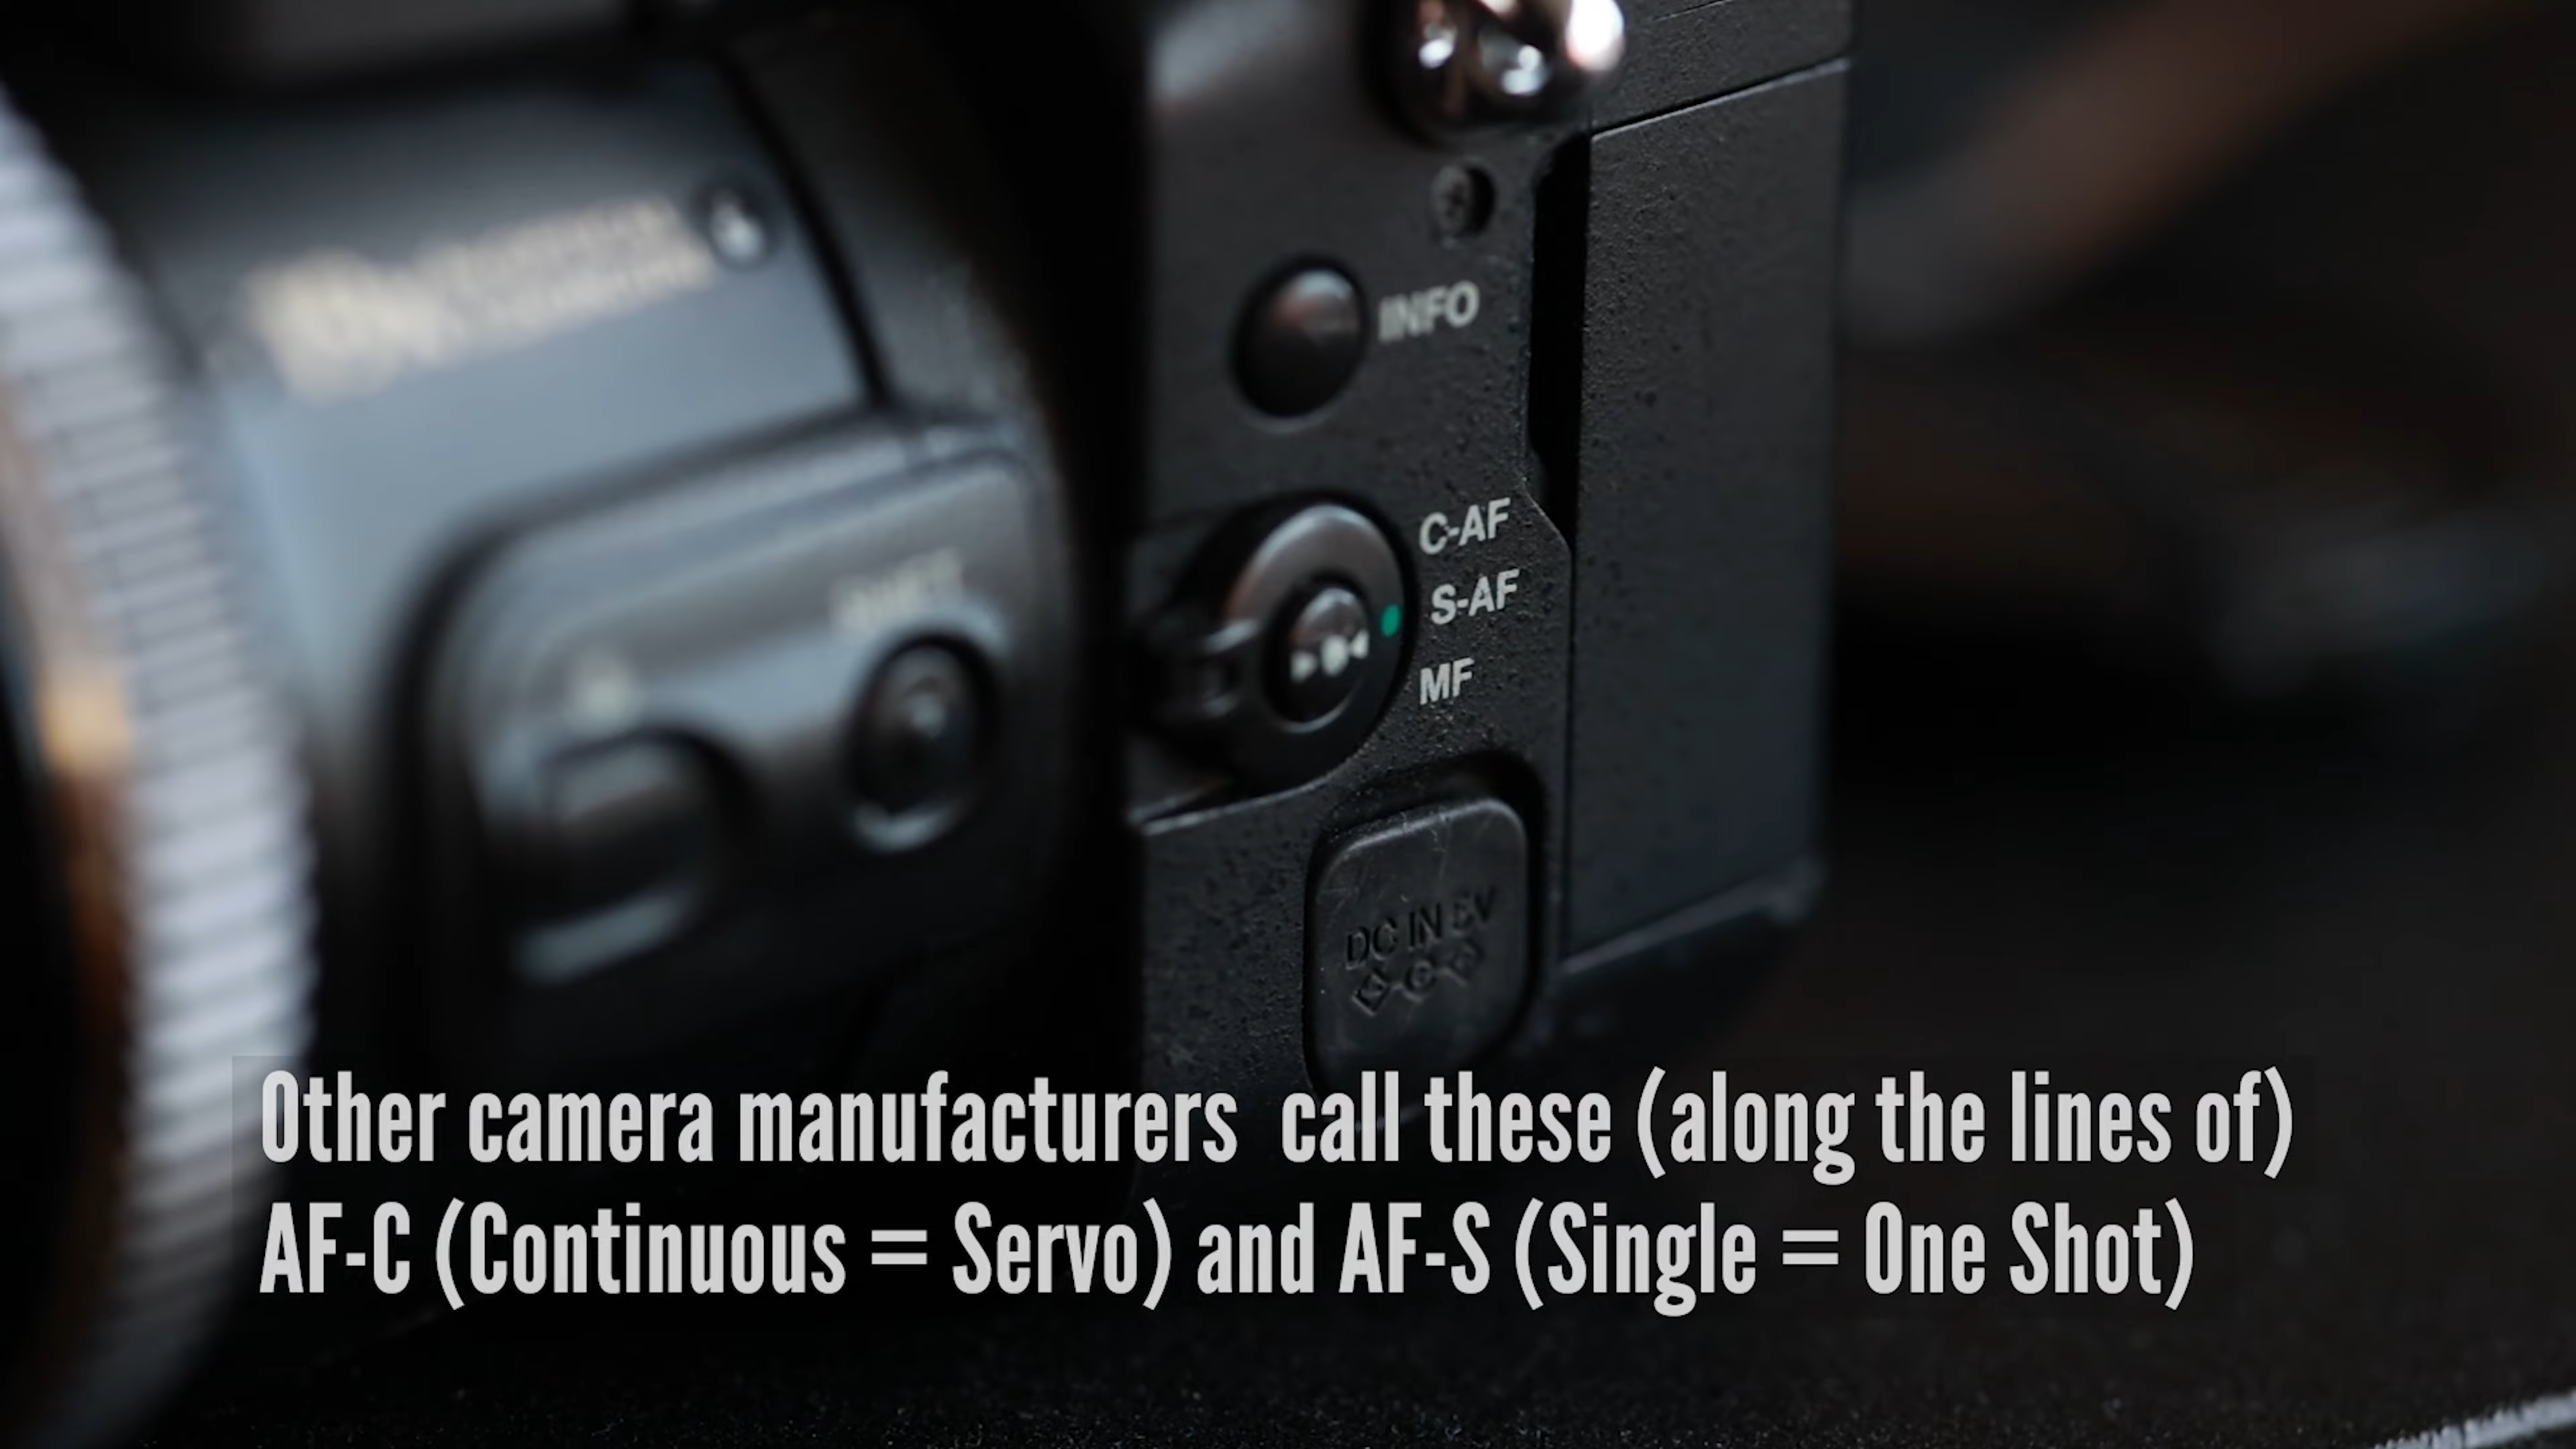 INFO
C-AF
S-AF
MF
DC IN 8V
Other camera manufacturers  call these (along the lines of)
AF-C (Continuous = Servo) and AF-S (Single = One Shot)